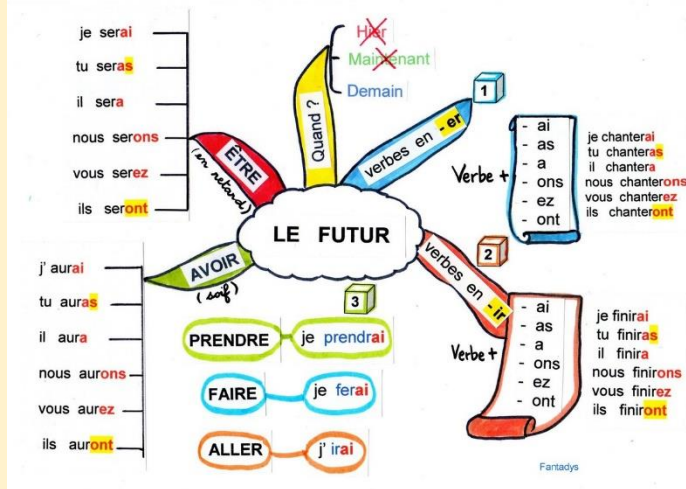 LE FUTUR
Quand ?
Hier
Maintenant
Demain
ÊTRE
(en retard)
je serai
tu seras
il sera
nous serons
vous serez
ils seront
1
verbes en - er
Verbe +
- ai
- as
- a
- ons
- ez
- ont
je chanterai
tu chanteras
il chantera
nous chanterons
vous chanterez
ils chanteront
2
verbes en - ir
Verbe +
- ai
- as
- a
- ons
- ez
- ont
je finirai
tu finiras
il finira
nous finirons
vous finirez
ils finiront
3
PRENDRE
je prendrai
FAIRE
je ferai
ALLER
j' irai
AVOIR
(soif)
j' aurai
tu auras
il aura
nous aurons
vous aurez
ils auront
Fantadys